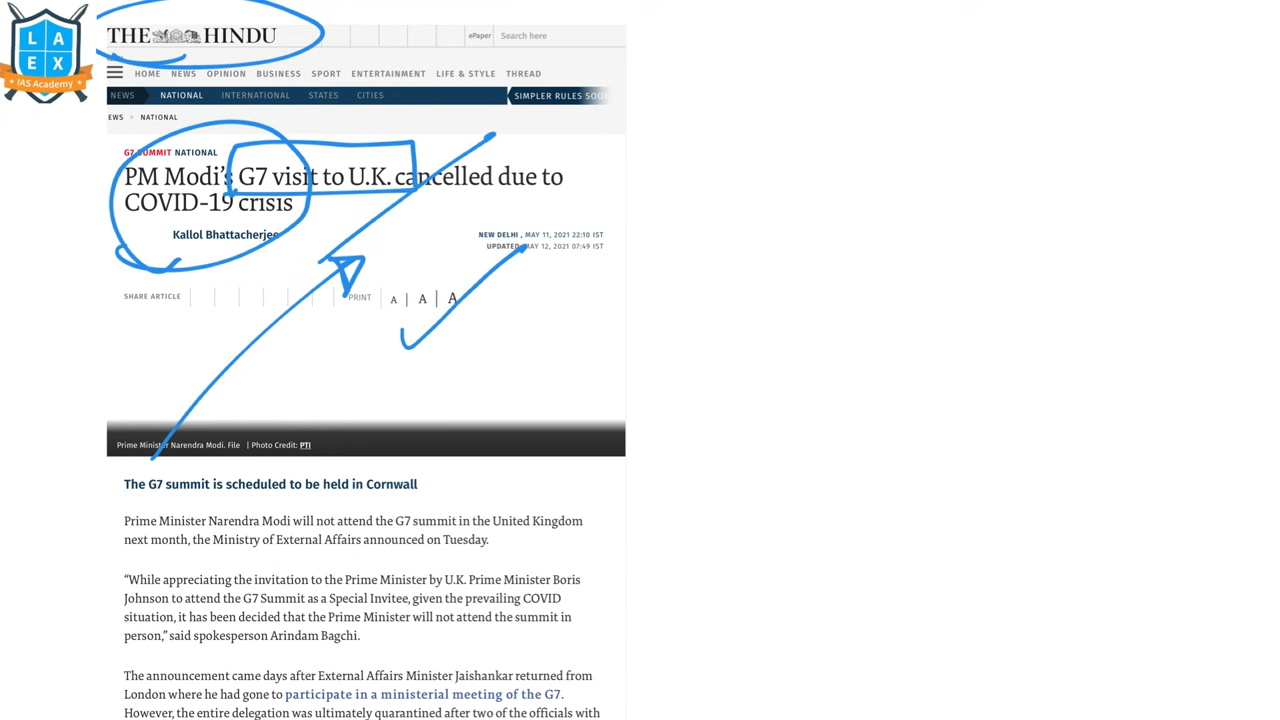 L A
E X
IAS Academy
THE HINDU
ePaper Search here
HOME NEWS OPINION BUSINESS SPORT ENTERTAINMENT LIFE & STYLE THREAD
NEWS NATIONAL INTERNATIONAL STATES CITIES SIMPLER RULES SOON
EWS > NATIONAL
G7 SUMMIT NATIONAL
PM Modi’s G7 visit to U.K. cancelled due to
COVID-19 crisis
Kallol Bhattacherjee
NEW DELHI , MAY 11, 2021 22:10 IST
UPDATED: MAY 12, 2021 07:49 IST
SHARE ARTICLE PRINT A | A | A
Prime Minister Narendra Modi. File | Photo Credit: PTI
The G7 summit is scheduled to be held in Cornwall
Prime Minister Narendra Modi will not attend the G7 summit in the United Kingdom
next month, the Ministry of External Affairs announced on Tuesday.
“While appreciating the invitation to the Prime Minister by U.K. Prime Minister Boris
Johnson to attend the G7 Summit as a Special Invitee, given the prevailing COVID
situation, it has been decided that the Prime Minister will not attend the summit in
person,” said spokesperson Arindam Bagchi.
The announcement came days after External Affairs Minister Jaishankar returned from
London where he had gone to participate in a ministerial meeting of the G7.
However, the entire delegation was ultimately quarantined after two of the officials with